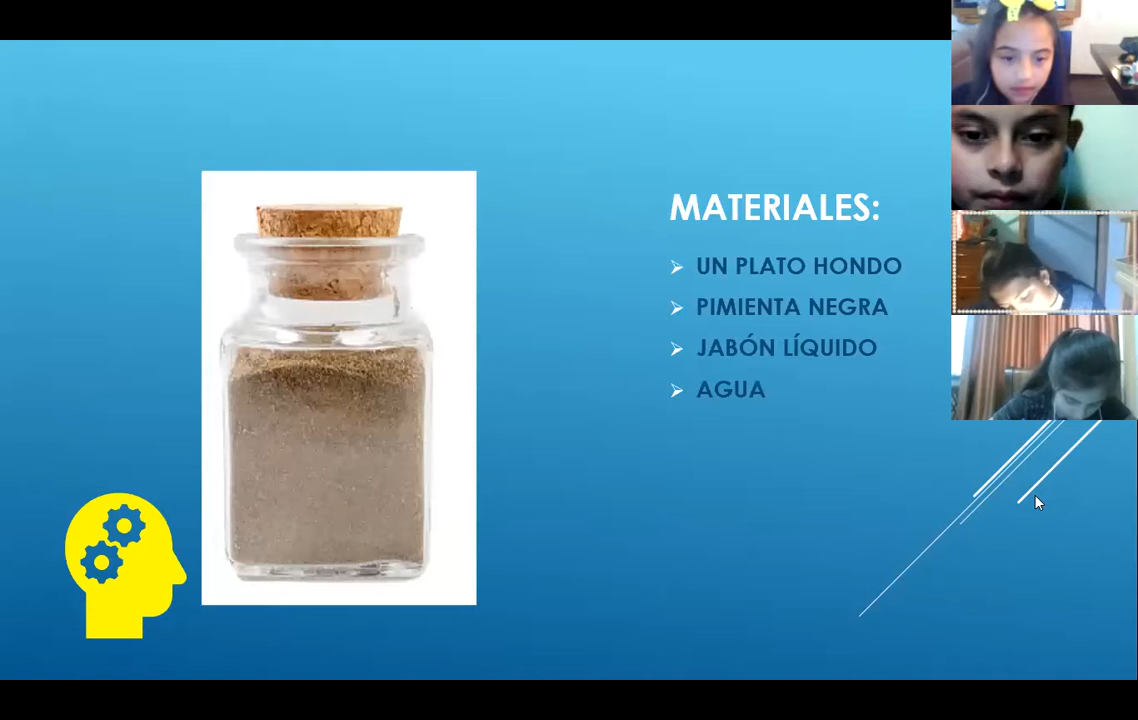 MATERIALES:
UN PLATO HONDO
PIMIENTA NEGRA
JABÓN LÍQUIDO
AGUA